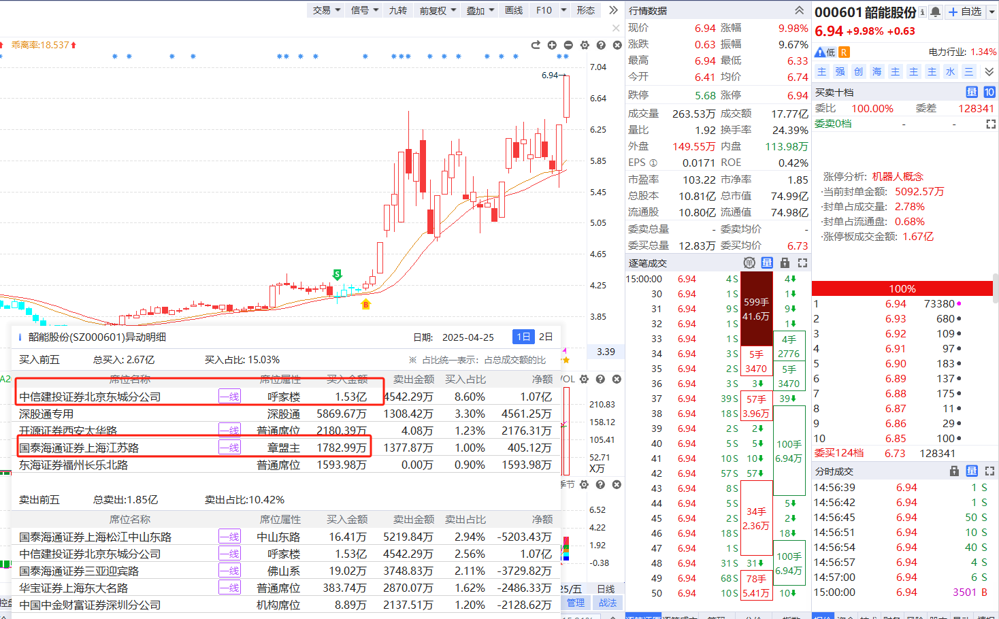 交易 信号 九转 前复权 叠加 画线 F10 形态
乖离率:18.537
6.94
7.04
6.64
6.25
5.85
5.45
5.05
4.65
4.25
3.85
3.39
S
B
韶能股份(SZ000601)异动明细 日期: 2025-04-25 1日 2日
买入前五 总买入: 2.67亿 买入占比: 15.03% ※ 占比统一表示：占总成交额的比
席位名称 席位属性 买入金额 卖出金额 买入占比 净额
中信建投证券北京东城分公司 一线 呼家楼 1.53亿 4542.29万 8.60% 1.07亿
深股通专用 深股通 5869.67万 1308.42万 3.30% 4561.25万
开源证券西安太华路 一线 普通席位 2180.39万 4.08万 1.23% 2176.31万
国泰海通证券上海江苏路 一线 章盟主 1782.99万 1377.87万 1.00% 405.12万
东海证券福州长乐北路 普通席位 1593.98万 0.00万 0.90% 1593.98万
卖出前五 总卖出:1.85亿 卖出占比:10.42%
席位名称 席位属性 买入金额 卖出金额 卖出占比 净额
国泰海通证券上海松江中山东路 一线 中山东路 16.41万 5219.84万 2.94% -5203.43万
中信建投证券北京东城分公司 一线 呼家楼 1.53亿 4542.29万 2.56% 1.07亿
国泰海通证券三亚迎宾路 一线 佛山系 19.02万 3748.83万 2.11% -3729.82万
华宝证券上海东大名路 一线 普通席位 383.74万 2870.07万 1.62% -2486.33万
中国中金财富证券深圳分公司 机构席位 8.89万 2137.51万 1.20% -2128.62万
VOL
210.83
158.12
105.41
52.71
X万
季节
6.52
4.22
1.92
-0.38
25/五 日线
管理 战法
行情数据
现价 6.94 涨幅 9.98%
涨跌 0.63 振幅 9.67%
最高 6.94 最低 6.33
今开 6.41 均价 6.74
跌停 5.68 涨停 6.94
成交量 263.53万 成交额 17.77亿
量比 1.92 换手率 24.39%
外盘 149.55万 内盘 113.98万
EPS ① 0.0171 ROE 0.42%
市盈率 103.22 市净率 1.85
总股本 10.81亿 总市值 74.99亿
流通股 10.80亿 流通值 74.98亿
委卖总量 - 委卖均价 -
委买总量 12.83万 委买均价 6.73
逐笔成交 单 量
15:00:00 6.94 4 S 4
30 6.94 1 S 1
31 6.94 9 S 9
32 6.94 1 S 1
33 6.94 1 S
34 6.94 3 S
35 6.94 2 S
36 6.94 3 S 3
37 6.94 39 S 39
38 6.94 18 S
39 6.94 2 S 2
40 6.94 5 S 5
41 6.94 10 S 10
42 6.94 57 S 57
43 6.94 8 S
44 6.94 5 S 5
45 6.94 2 S 2
46 6.94 18 S 18
47 6.94 1 S
48 6.94 31 S 31
49 6.94 68 S
50 6.94 10 S 10
599手
41.6万
4手
2776
5手
3470
5手
3470
57手
3.96万
100手
6.94万
34手
2.36万
100手
6.94万
78手
5.41万
000601 韶能股份 自选
6.94 +9.98% +0.63
低 R 电力行业: 1.34%
主 强 创 海 主 主 主 水 三
买卖十档 量 10
委比 100.00% 委差 128341
委卖0档 - -
涨停分析: 机器人概念
·当前封单金额: 5092.57万
·封单占成交量: 2.78%
·封单占流通盘: 0.68%
·涨停板成交金额: 1.67亿
100%
1 6.94 73380
2 6.93 680
3 6.92 109
4 6.91 97
5 6.90 183
6 6.89 137
7 6.88 175
8 6.87 11
9 6.86 29
10 6.85 100
委买124档 6.73 128341
分时成交 量
14:56:39 6.94 1 S
14:56:42 6.94 1 S
14:56:45 6.94 50 S
14:56:51 6.94 10 S
14:56:54 6.94 40 S
14:56:57 6.94 4 S
14:57:00 6.94 6 S
15:00:00 6.94 3501 B